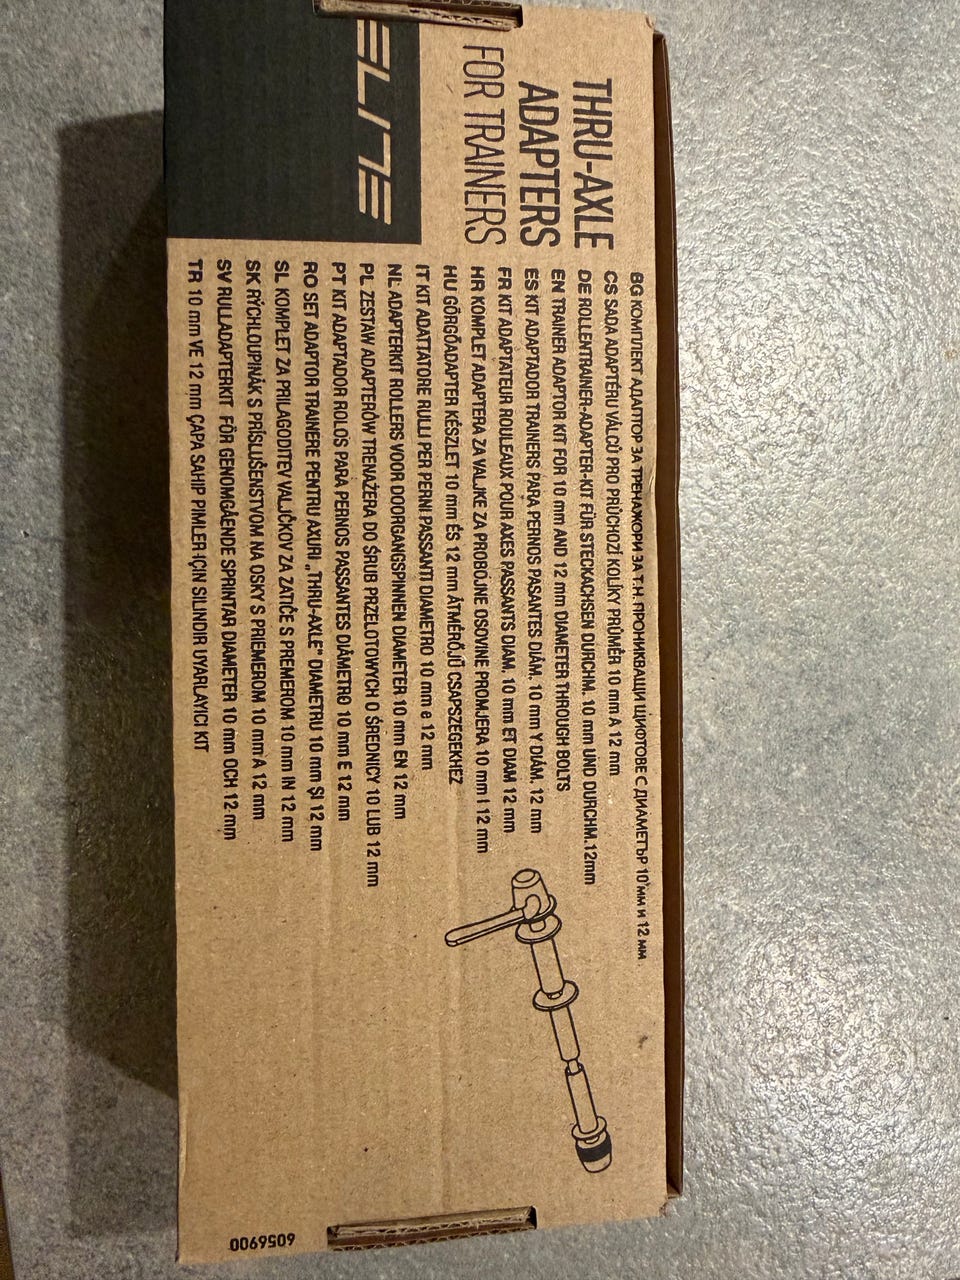 ELITE
THRU-AXLE
ADAPTERS
FOR TRAINERS
BG КОМПЛЕКТ АДАПТОР ЗА ТРЕНАЖОРИ ЗА Т.Н. ПРОНИКВАЩИ ЩИФТОВЕ С ДИАМЕТЪР 10 мм и 12 мм
CS SADA ADAPTÉRU VÁLCŮ PRO PRŮCHOZÍ KOLÍKY PRŮMĚR 10 mm A 12 mm
DE ROLLENTRAINER-ADAPTER-KIT FÜR STECKACHSEN DURCHM. 10 mm UND DURCHM.12mm
EN TRAINER ADAPTOR KIT FOR 10 mm AND 12 mm DIAMETER THROUGH BOLTS
ES KIT ADAPTADOR TRAINERS PARA PERNOS PASANTES DIÁM. 10 mm Y DIÁM. 12 mm
FR KIT ADAPTATEUR ROULEAUX POUR AXES PASSANTS DIAM. 10 mm ET DIAM 12 mm
HR KOMPLET ADAPTERA ZA VALJKE ZA PROBOJNE OSOVINE PROMJERA 10 mm I 12 mm
HU GÖRGŐADAPTER KÉSZLET 10 mm ÉS 12 mm ÁTMÉRŐJŰ CSAPSZEGEKHEZ
IT KIT ADATTATORE RULLI PER PERNI PASSANTI DIAMETRO 10 mm e 12 mm
NL ADAPTERKIT ROLLERS VOOR DOORGANGSPINNEN DIAMETER 10 mm EN 12 mm
PL ZESTAW ADAPTERÓW TRENAŻERA DO ŚRUB PRZELOTOWYCH O ŚREDNICY 10 LUB 12 mm
PT KIT ADAPTADOR ROLOS PARA PERNOS PASSANTES DIÂMETRO 10 mm E 12 mm
RO SET ADAPTOR TRAINERE PENTRU AXURI „THRU-AXLE" DIAMETRU 10 mm ȘI 12 mm
SL KOMPLET ZA PRILAGODITEV VALJČKOV ZA ZATIČE S PREMEROM 10 mm IN 12 mm
SK RÝCHLOUPINÁK S PRÍSLUŠENSTVOM NA OSKY S PRIEMEROM 10 mm A 12 mm
SV RULLADAPTERKIT FÖR GENOMGÅENDE SPRINTAR DIAMETER 10 mm OCH 12 mm
TR 10 mm VE 12 mm ÇAPA SAHIP PIMLER IÇIN SILINDIR UYARLAYICI KIT
6056900